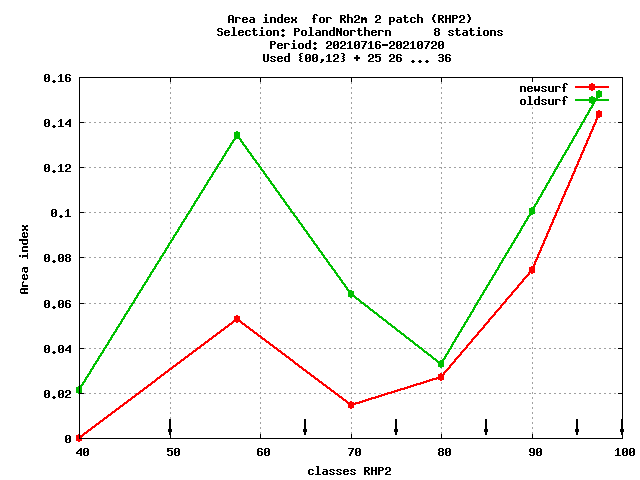 Area index  for Rh2m 2 patch (RHP2)
Selection: PolandNorthern      8 stations
Period: 20210716-20210720
Used {00,12} + 25 26 ... 36
newsurf
oldsurf
0.16
0.14
0.12
0.1
0.08
0.06
0.04
0.02
0
Area index
40 50 60 70 80 90 100
classes RHP2